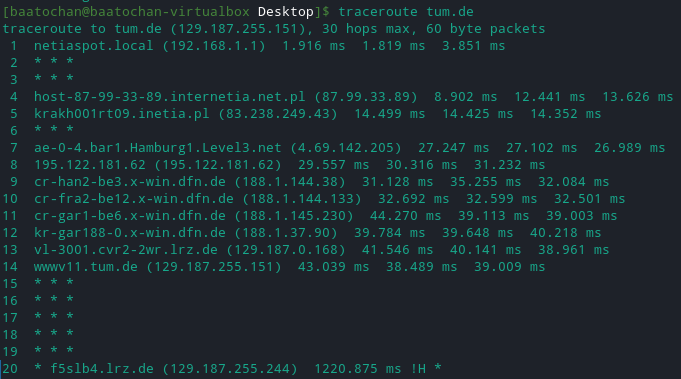 [baatochan@baatochan-virtualbox Desktop]$ traceroute tum.de
traceroute to tum.de (129.187.255.151), 30 hops max, 60 byte packets
1 netiaspot.local (192.168.1.1) 1.916 ms 1.819 ms 3.851 ms
2 * * *
3 * * *
4 host-87-99-33-89.internetia.net.pl (87.99.33.89) 8.902 ms 12.441 ms 13.626 ms
5 krakh001rt09.inetia.pl (83.238.249.43) 14.499 ms 14.425 ms 14.352 ms
6 * * *
7 ae-0-4.bar1.Hamburg1.Level3.net (4.69.142.205) 27.247 ms 27.102 ms 26.989 ms
8 195.122.181.62 (195.122.181.62) 29.557 ms 30.316 ms 31.232 ms
9 cr-han2-be3.x-win.dfn.de (188.1.144.38) 31.128 ms 35.255 ms 32.084 ms
10 cr-fra2-be12.x-win.dfn.de (188.1.144.133) 32.692 ms 32.599 ms 32.501 ms
11 cr-gar1-be6.x-win.dfn.de (188.1.145.230) 44.270 ms 39.113 ms 39.003 ms
12 kr-gar188-0.x-win.dfn.de (188.1.37.90) 39.784 ms 39.648 ms 40.218 ms
13 vl-3001.cvr2-2wr.lrz.de (129.187.0.168) 41.546 ms 40.141 ms 38.961 ms
14 wwwv11.tum.de (129.187.255.151) 43.039 ms 38.489 ms 39.009 ms
15 * * *
16 * * *
17 * * *
18 * * *
19 * * *
20 * f5slb4.lrz.de (129.187.255.244) 1220.875 ms !H *